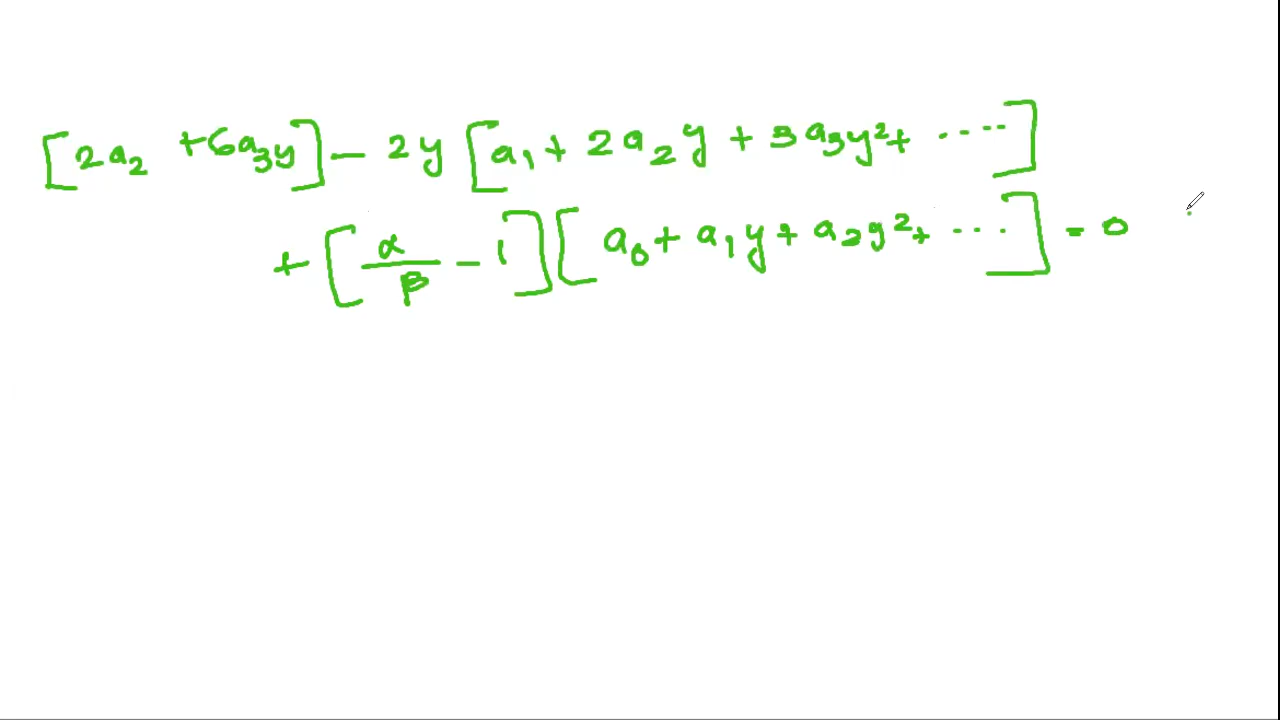 [2a₂ +6a₃y] − 2y [a₁ + 2a₂y + 3a₃y² + ....]
+ [α/β − 1] [a₀ + a₁y + a₂y² + ....] = 0